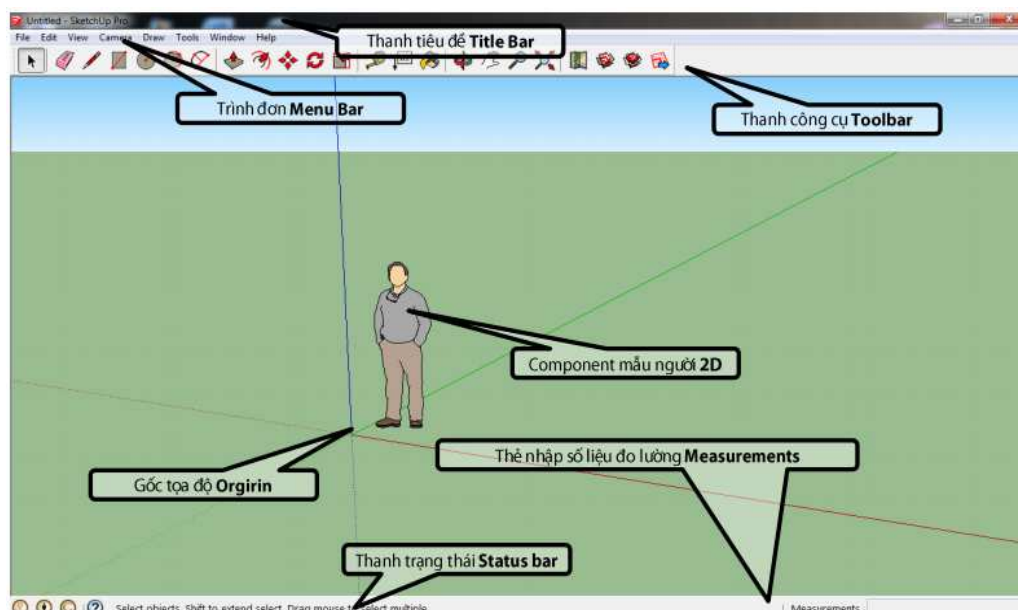 Untitled - SketchUp Pro
File Edit View Camera Draw Tools Window Help
Thanh tiêu đề Title Bar
Trình đơn Menu Bar
Thanh công cụ Toolbar
Component mẫu người 2D
Thẻ nhập số liệu đo lường Measurements
Gốc tọa độ Orgirin
Thanh trạng thái Status bar
Select objects. Shift to extend select. Drag mouse to select multiple.
Measurements